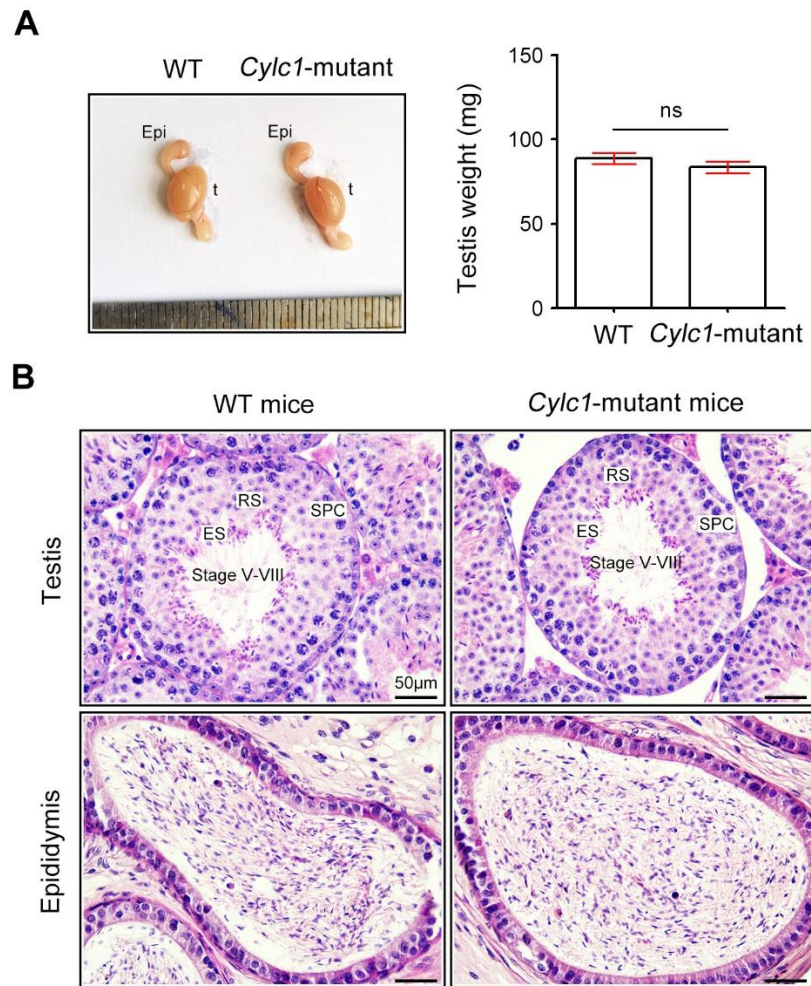 A
WT Cylc1-mutant
Epi Epi
t t
Testis weight (mg)
150
100
50
0
ns
WT Cylc1-mutant
B
WT mice Cylc1-mutant mice
Testis
RS
SPC
ES
Stage V-VIII
50μm
RS
SPC
ES
Stage V-VIII
Epididymis